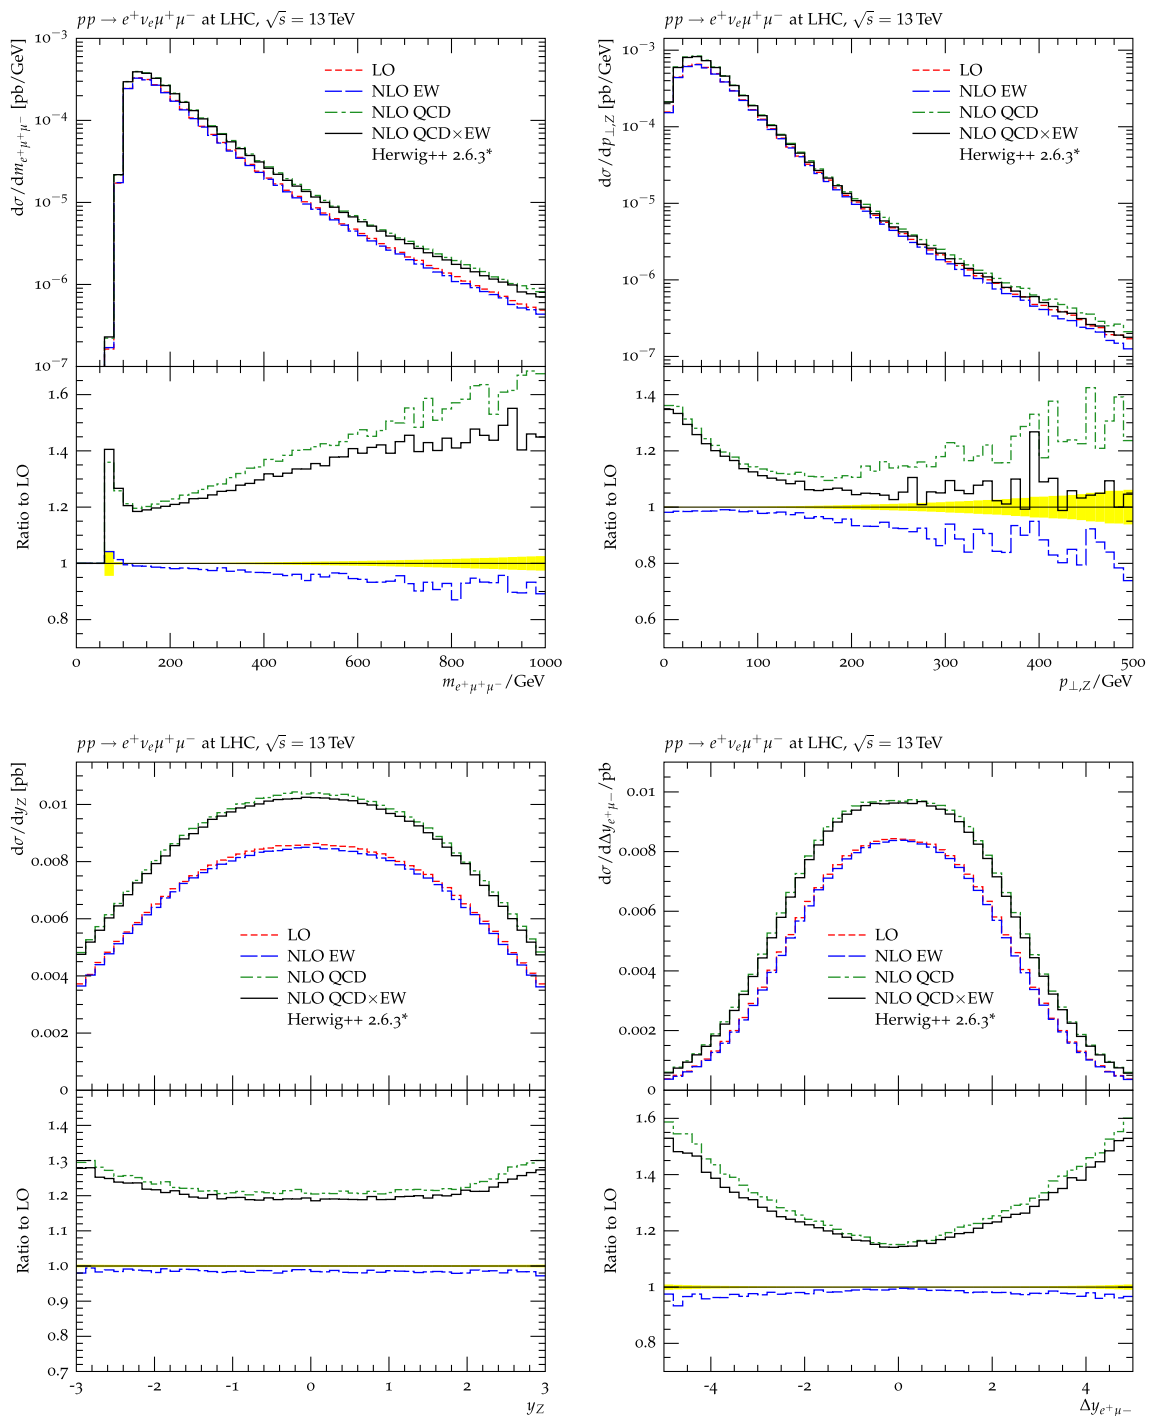 pp → e⁺νₑμ⁺μ⁻ at LHC, √s = 13 TeV
dσ/dm_{e⁺μ⁺μ⁻} [pb/GeV]
10⁻³
10⁻⁴
10⁻⁵
10⁻⁶
10⁻⁷
LO
NLO EW
NLO QCD
NLO QCD×EW
Herwig++ 2.6.3*
Ratio to LO
1.6
1.4
1.2
1
0.8
0 200 400 600 800 1000
m_{e⁺μ⁺μ⁻}/GeV
pp → e⁺νₑμ⁺μ⁻ at LHC, √s = 13 TeV
dσ/dp_{⊥,Z} [pb/GeV]
10⁻³
10⁻⁴
10⁻⁵
10⁻⁶
10⁻⁷
LO
NLO EW
NLO QCD
NLO QCD×EW
Herwig++ 2.6.3*
Ratio to LO
1.4
1.2
1
0.8
0.6
0 100 200 300 400 500
p_{⊥,Z}/GeV
pp → e⁺νₑμ⁺μ⁻ at LHC, √s = 13 TeV
dσ/dy_Z [pb]
0.01
0.008
0.006
0.004
0.002
0
LO
NLO EW
NLO QCD
NLO QCD×EW
Herwig++ 2.6.3*
Ratio to LO
1.4
1.3
1.2
1.1
1.0
0.9
0.8
0.7
-3 -2 -1 0 1 2 3
y_Z
pp → e⁺νₑμ⁺μ⁻ at LHC, √s = 13 TeV
dσ/dΔy_{e⁺μ−}/pb
0.01
0.008
0.006
0.004
0.002
0
LO
NLO EW
NLO QCD
NLO QCD×EW
Herwig++ 2.6.3*
Ratio to LO
1.6
1.4
1.2
1
0.8
-4 -2 0 2 4
Δy_{e⁺μ−}